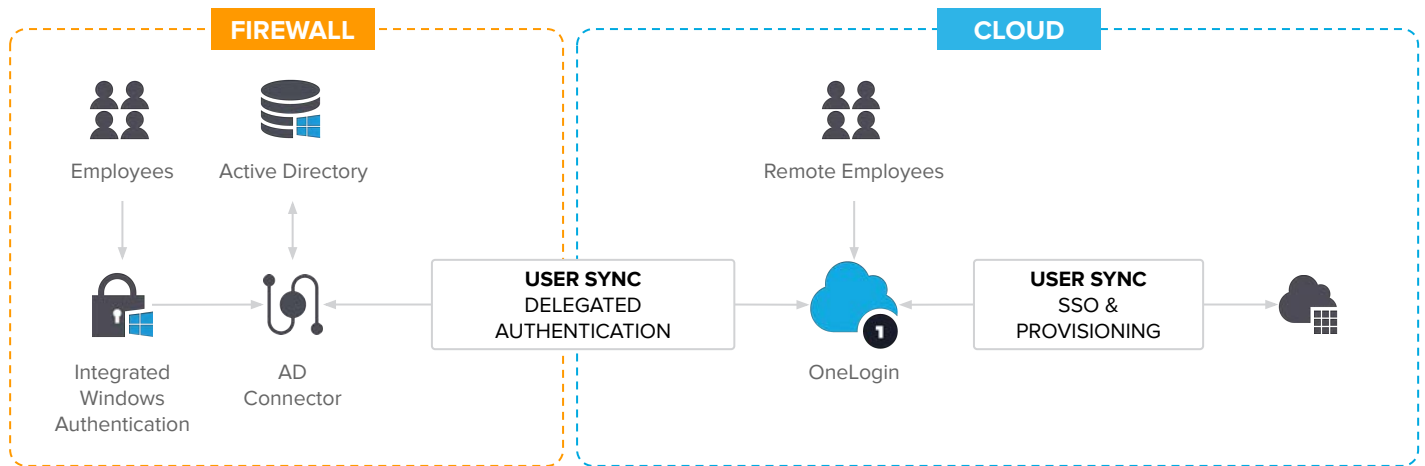 FIREWALL
CLOUD
Employees
Active Directory
Remote Employees
USER SYNC
DELEGATED
AUTHENTICATION
USER SYNC
SSO &
PROVISIONING
1
Integrated
Windows
Authentication
AD
Connector
OneLogin